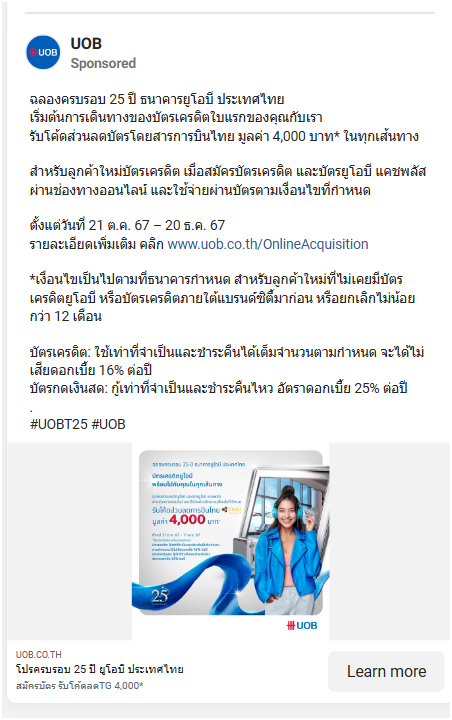 UOB
UOB
Sponsored
ฉลองครบรอบ 25 ปี ธนาคารยูโอบี ประเทศไทย
เริ่มต้นการเดินทางของบัตรเครดิตใบแรกของคุณกับเรา
รับโค้ดส่วนลดบัตรโดยสารการบินไทย มูลค่า 4,000 บาท* ในทุกเส้นทาง
สำหรับลูกค้าใหม่บัตรเครดิต เมื่อสมัครบัตรเครดิต และบัตรยูโอบี แคชพลัส
ผ่านช่องทางออนไลน์ และใช้จ่ายผ่านบัตรตามเงื่อนไขที่กำหนด
ตั้งแต่วันที่ 21 ต.ค. 67 – 20 ธ.ค. 67
รายละเอียดเพิ่มเติม คลิก www.uob.co.th/OnlineAcquisition
*เงื่อนไขเป็นไปตามที่ธนาคารกำหนด สำหรับลูกค้าใหม่ที่ไม่เคยมีบัตร
เครดิตยูโอบี หรือบัตรเครดิตภายใต้แบรนด์ซิตี้มาก่อน หรือยกเลิกไม่น้อย
กว่า 12 เดือน
บัตรเครดิต: ใช้เท่าที่จำเป็นและชำระคืนได้เต็มจำนวนตามกำหนด จะได้ไม่
เสียดอกเบี้ย 16% ต่อปี
บัตรกดเงินสด: กู้เท่าที่จำเป็นและชำระคืนไหว อัตราดอกเบี้ย 25% ต่อปี
.
#UOBT25 #UOB
ฉลองครบรอบ 25 ปี ธนาคารยูโอบี ประเทศไทย
บัตรเครดิตยูโอบี
พร้อมไปกับคุณในทุกเส้นทาง
รับโค้ดส่วนลดการบินไทย THAI
มูลค่า 4,000 บาท*
25
UOB
UOB.CO.TH
โปรครบรอบ 25 ปี ยูโอบี ประเทศไทย
สมัครบัตร รับโค้ดลดTG 4,000*
Learn more